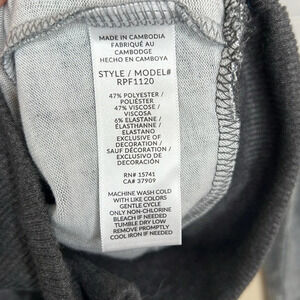 MADE IN CAMBODIA
FABRIQUÉ AU
CAMBODGE
HECHO EN CAMBOYA
STYLE / MODEL#
RPF1120
47% POLYESTER /
POLIÉSTER
47% VISCOSE /
VISCOSA
6% ELASTANE /
ÉLASTHANNE /
ELASTANO
EXCLUSIVE OF
DECORATION /
SAUF DÉCORATION /
EXCLUSIVO DE
DECORACIÓN
RN# 15741
CA# 37909
MACHINE WASH COLD
WITH LIKE COLORS
GENTLE CYCLE
ONLY NON-CHLORINE
BLEACH IF NEEDED
TUMBLE DRY LOW
REMOVE PROMPTLY
COOL IRON IF NEEDED